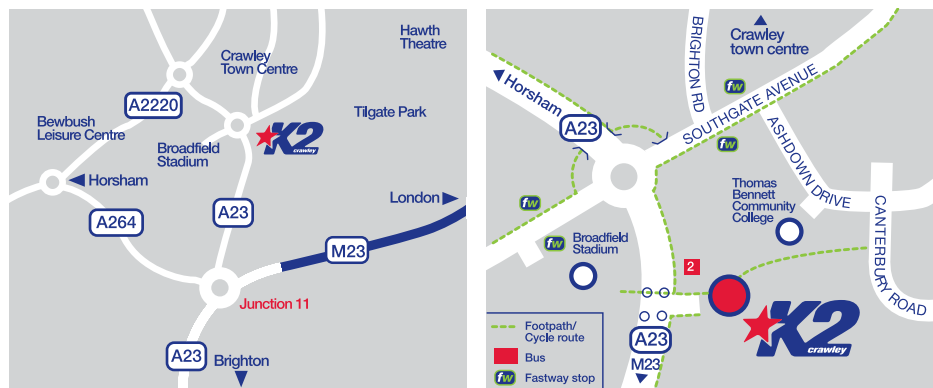 Hawth
Theatre
Crawley
Town Centre
A2220
Tilgate Park
Bewbush
Leisure Centre
Broadfield
Stadium
K2
crawley
Horsham
London
A264
A23
M23
Junction 11
A23
Brighton
Crawley
town centre
BRIGHTON RD
Horsham
fw
SOUTHGATE AVENUE
A23
fw
ASHDOWN DRIVE
Thomas
Bennett
Community
College
CANTERBURY ROAD
fw
fw
Broadfield
Stadium
2
K2
crawley
Footpath/
Cycle route
Bus
fw
Fastway stop
A23
M23